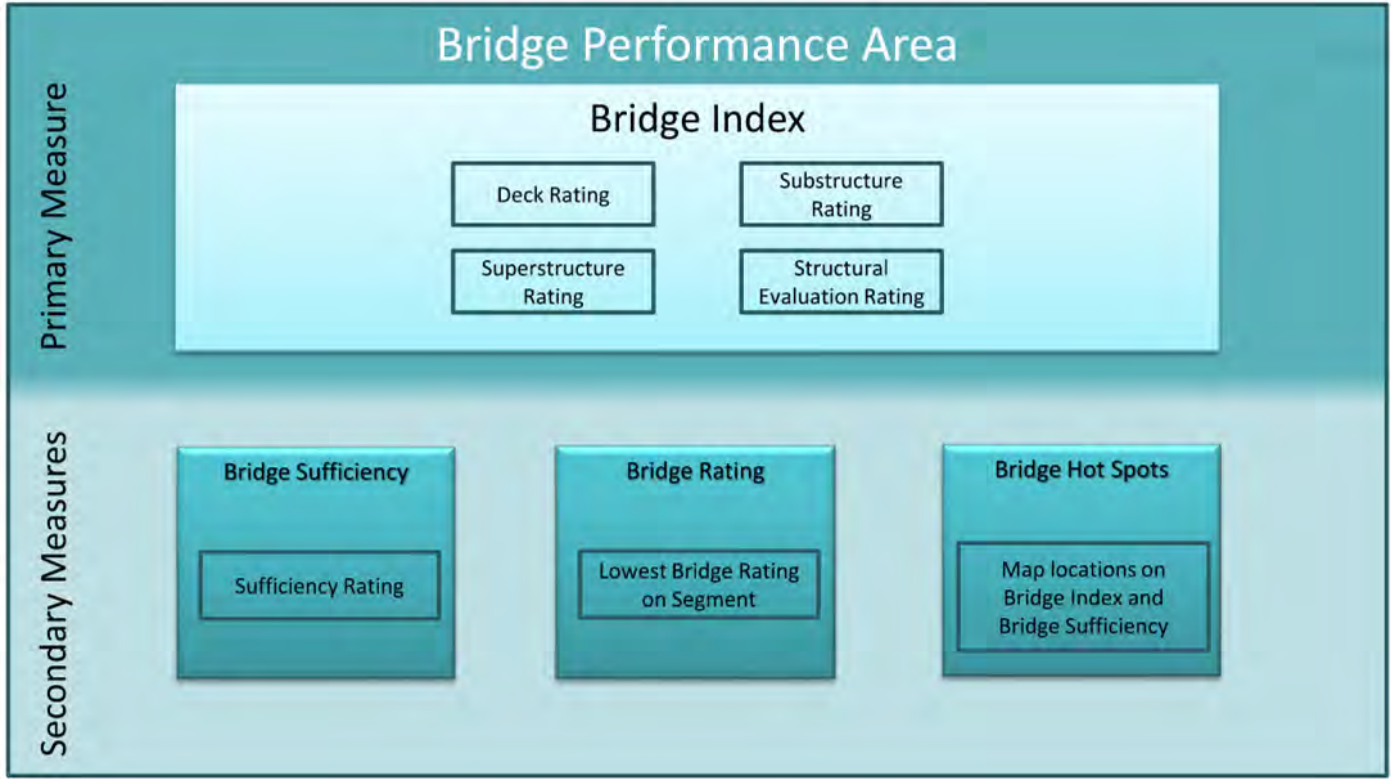 Bridge Performance Area
Primary Measure
Bridge Index
Deck Rating
Substructure
Rating
Superstructure
Rating
Structural
Evaluation Rating
Secondary Measures
Bridge Sufficiency
Sufficiency Rating
Bridge Rating
Lowest Bridge Rating
on Segment
Bridge Hot Spots
Map locations on
Bridge Index and
Bridge Sufficiency